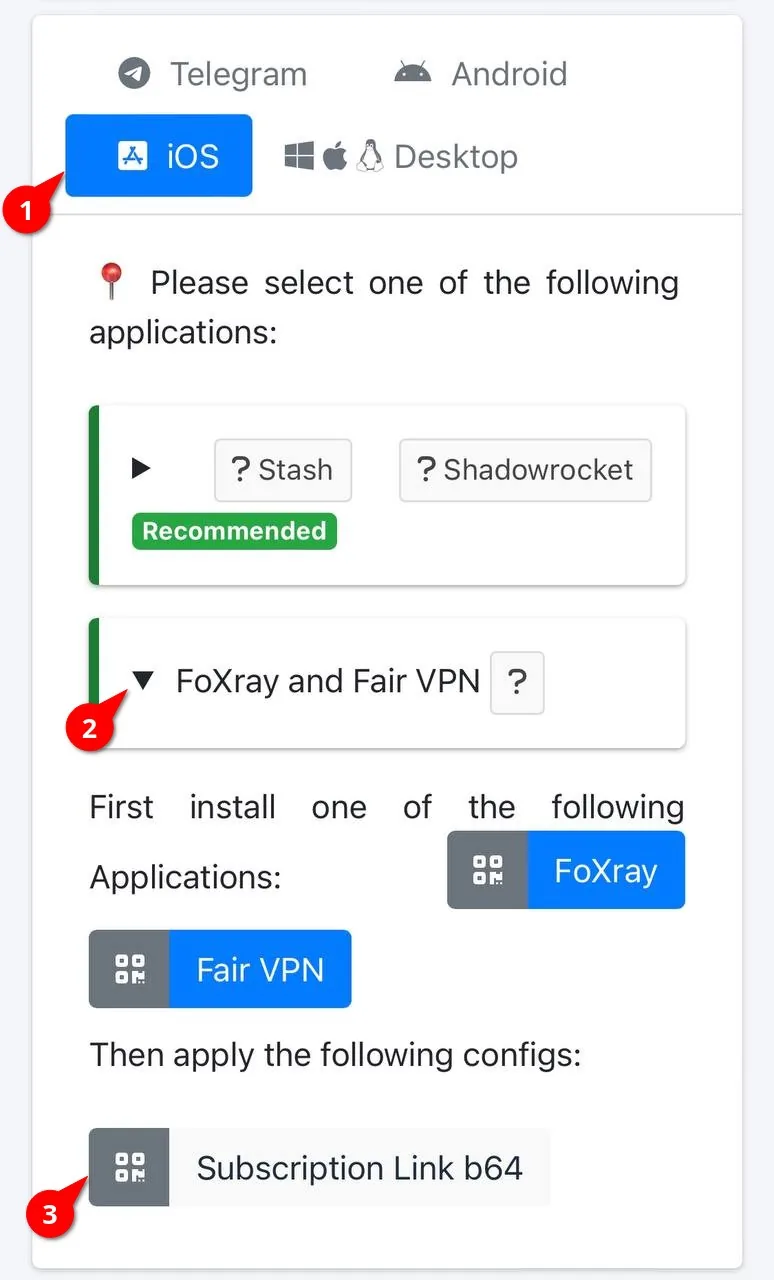 Telegram Android
iOS Desktop
1
Please select one of the following
applications:
? Stash ? Shadowrocket
Recommended
FoXray and Fair VPN ?
2
First install one of the following
Applications: FoXray
Fair VPN
Then apply the following configs:
Subscription Link b64
3